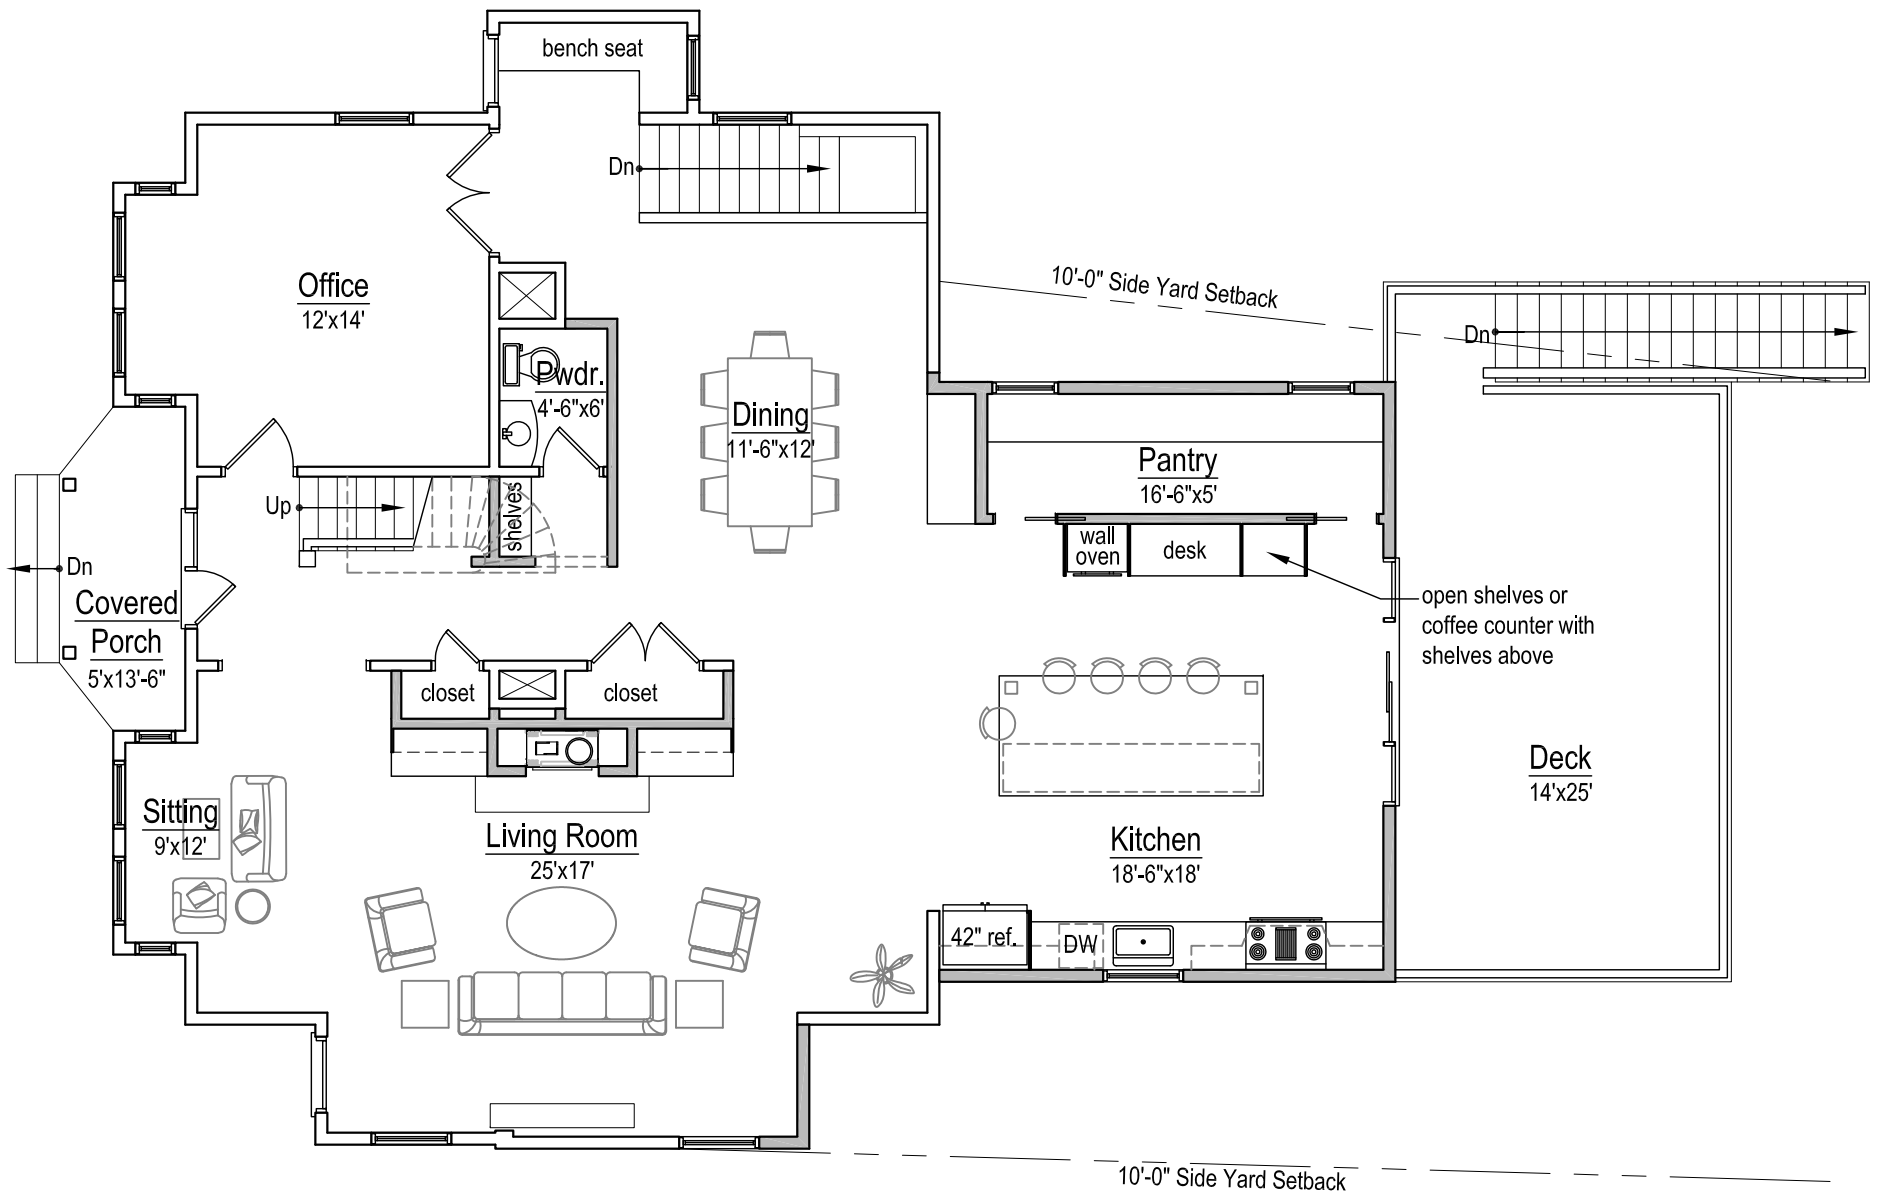 bench seat
Dn
Office
12'x14'
10'-0" Side Yard Setback
Dn
Pwdr.
4'-6"x6'
Dining
11'-6"x12'
Pantry
16'-6"x5'
Up
shelves
wall
oven
desk
Dn
Covered
Porch
5'x13'-6"
open shelves or
coffee counter with
shelves above
closet
closet
Deck
14'x25'
Sitting
9'x12'
Living Room
25'x17'
Kitchen
18'-6"x18'
42" ref.
DW
10'-0" Side Yard Setback